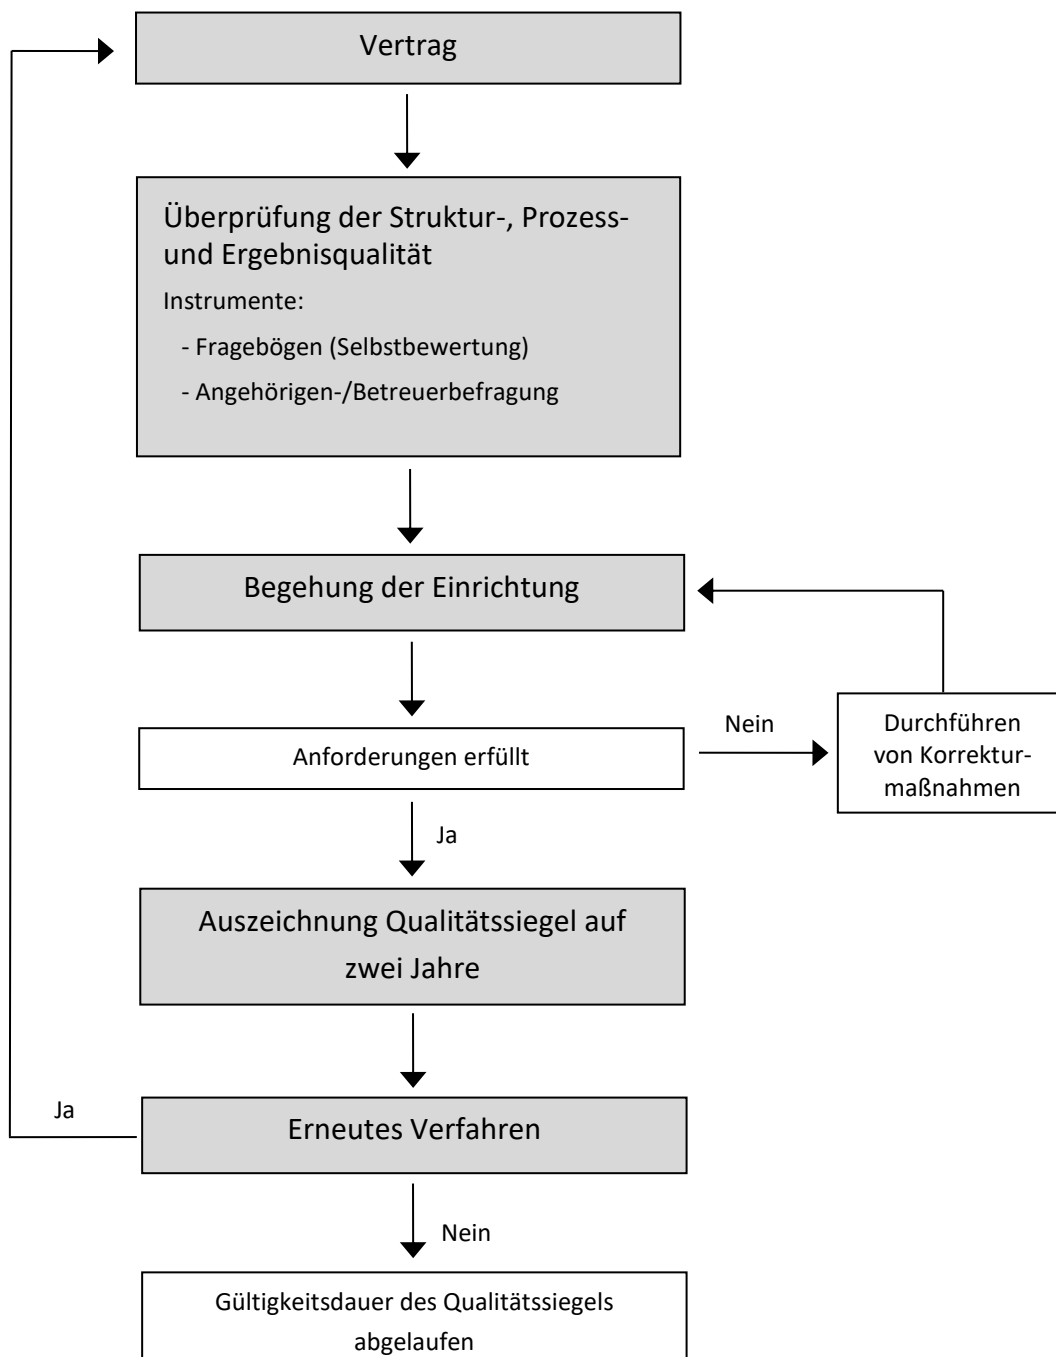 Vertrag
Überprüfung der Struktur-, Prozess-
und Ergebnisqualität
Instrumente:
- Fragebögen (Selbstbewertung)
- Angehörigen-/Betreuerbefragung
Begehung der Einrichtung
Anforderungen erfüllt
Nein
Durchführen
von Korrektur-
maßnahmen
Ja
Auszeichnung Qualitätssiegel auf
zwei Jahre
Ja
Erneutes Verfahren
Nein
Gültigkeitsdauer des Qualitätssiegels
abgelaufen